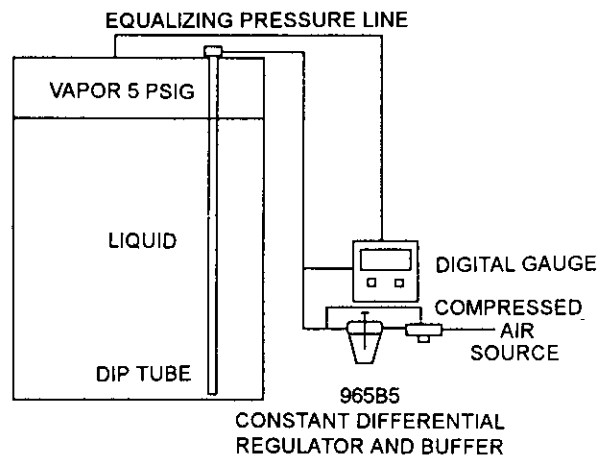 EQUALIZING PRESSURE LINE
VAPOR 5 PSIG
LIQUID
DIGITAL GAUGE
COMPRESSED
AIR
SOURCE
DIP TUBE
965B5
CONSTANT DIFFERENTIAL
REGULATOR AND BUFFER